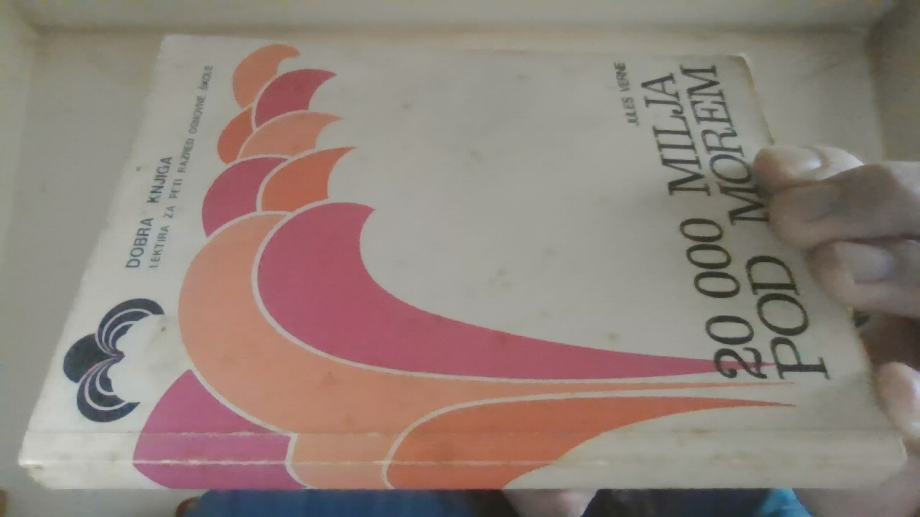 JULES VERNE
20 000 MILJA
POD MOREM
DOBRA KNJIGA
LEKTIRA ZA PETI RAZRED OSNOVNE ŠKOLE